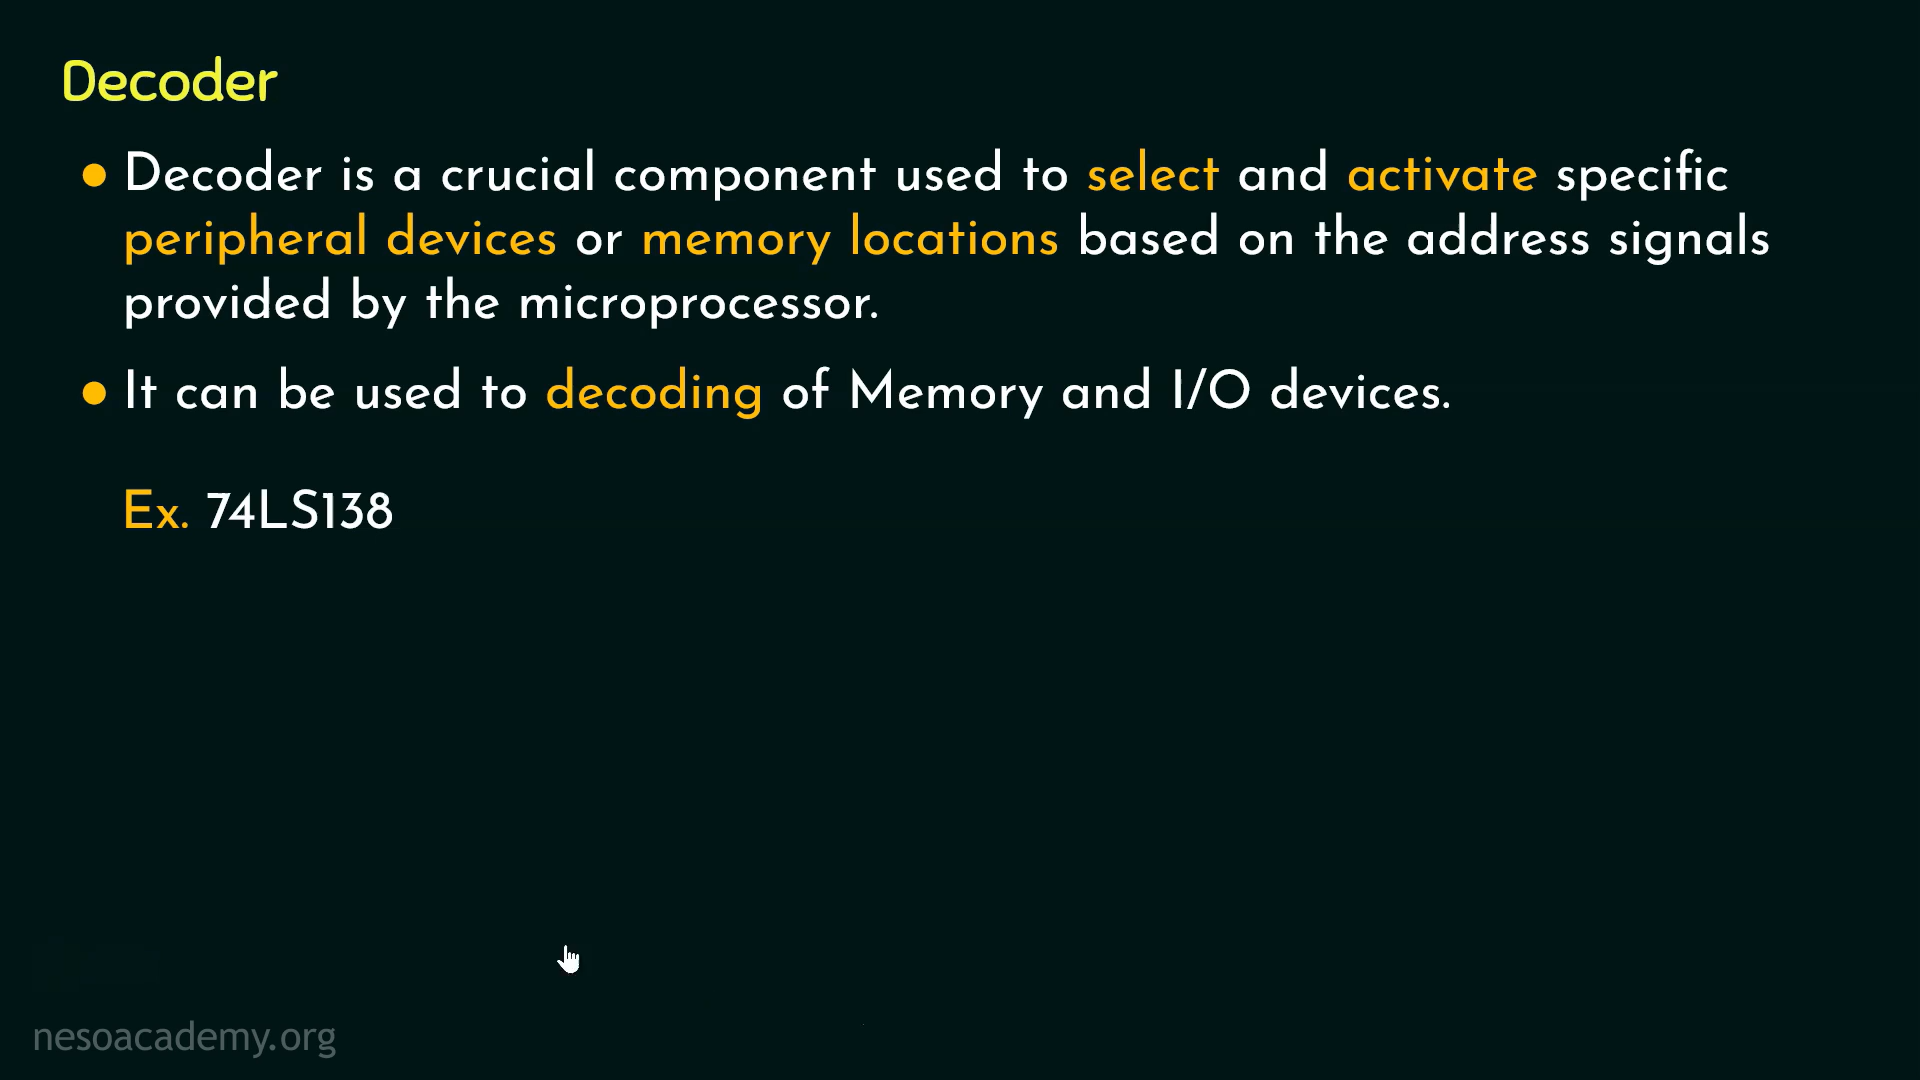 Decoder
● Decoder is a crucial component used to select and activate specific
peripheral devices or memory locations based on the address signals
provided by the microprocessor.
● It can be used to decoding of Memory and I/O devices.
Ex. 74LS138
nesoacademy.org